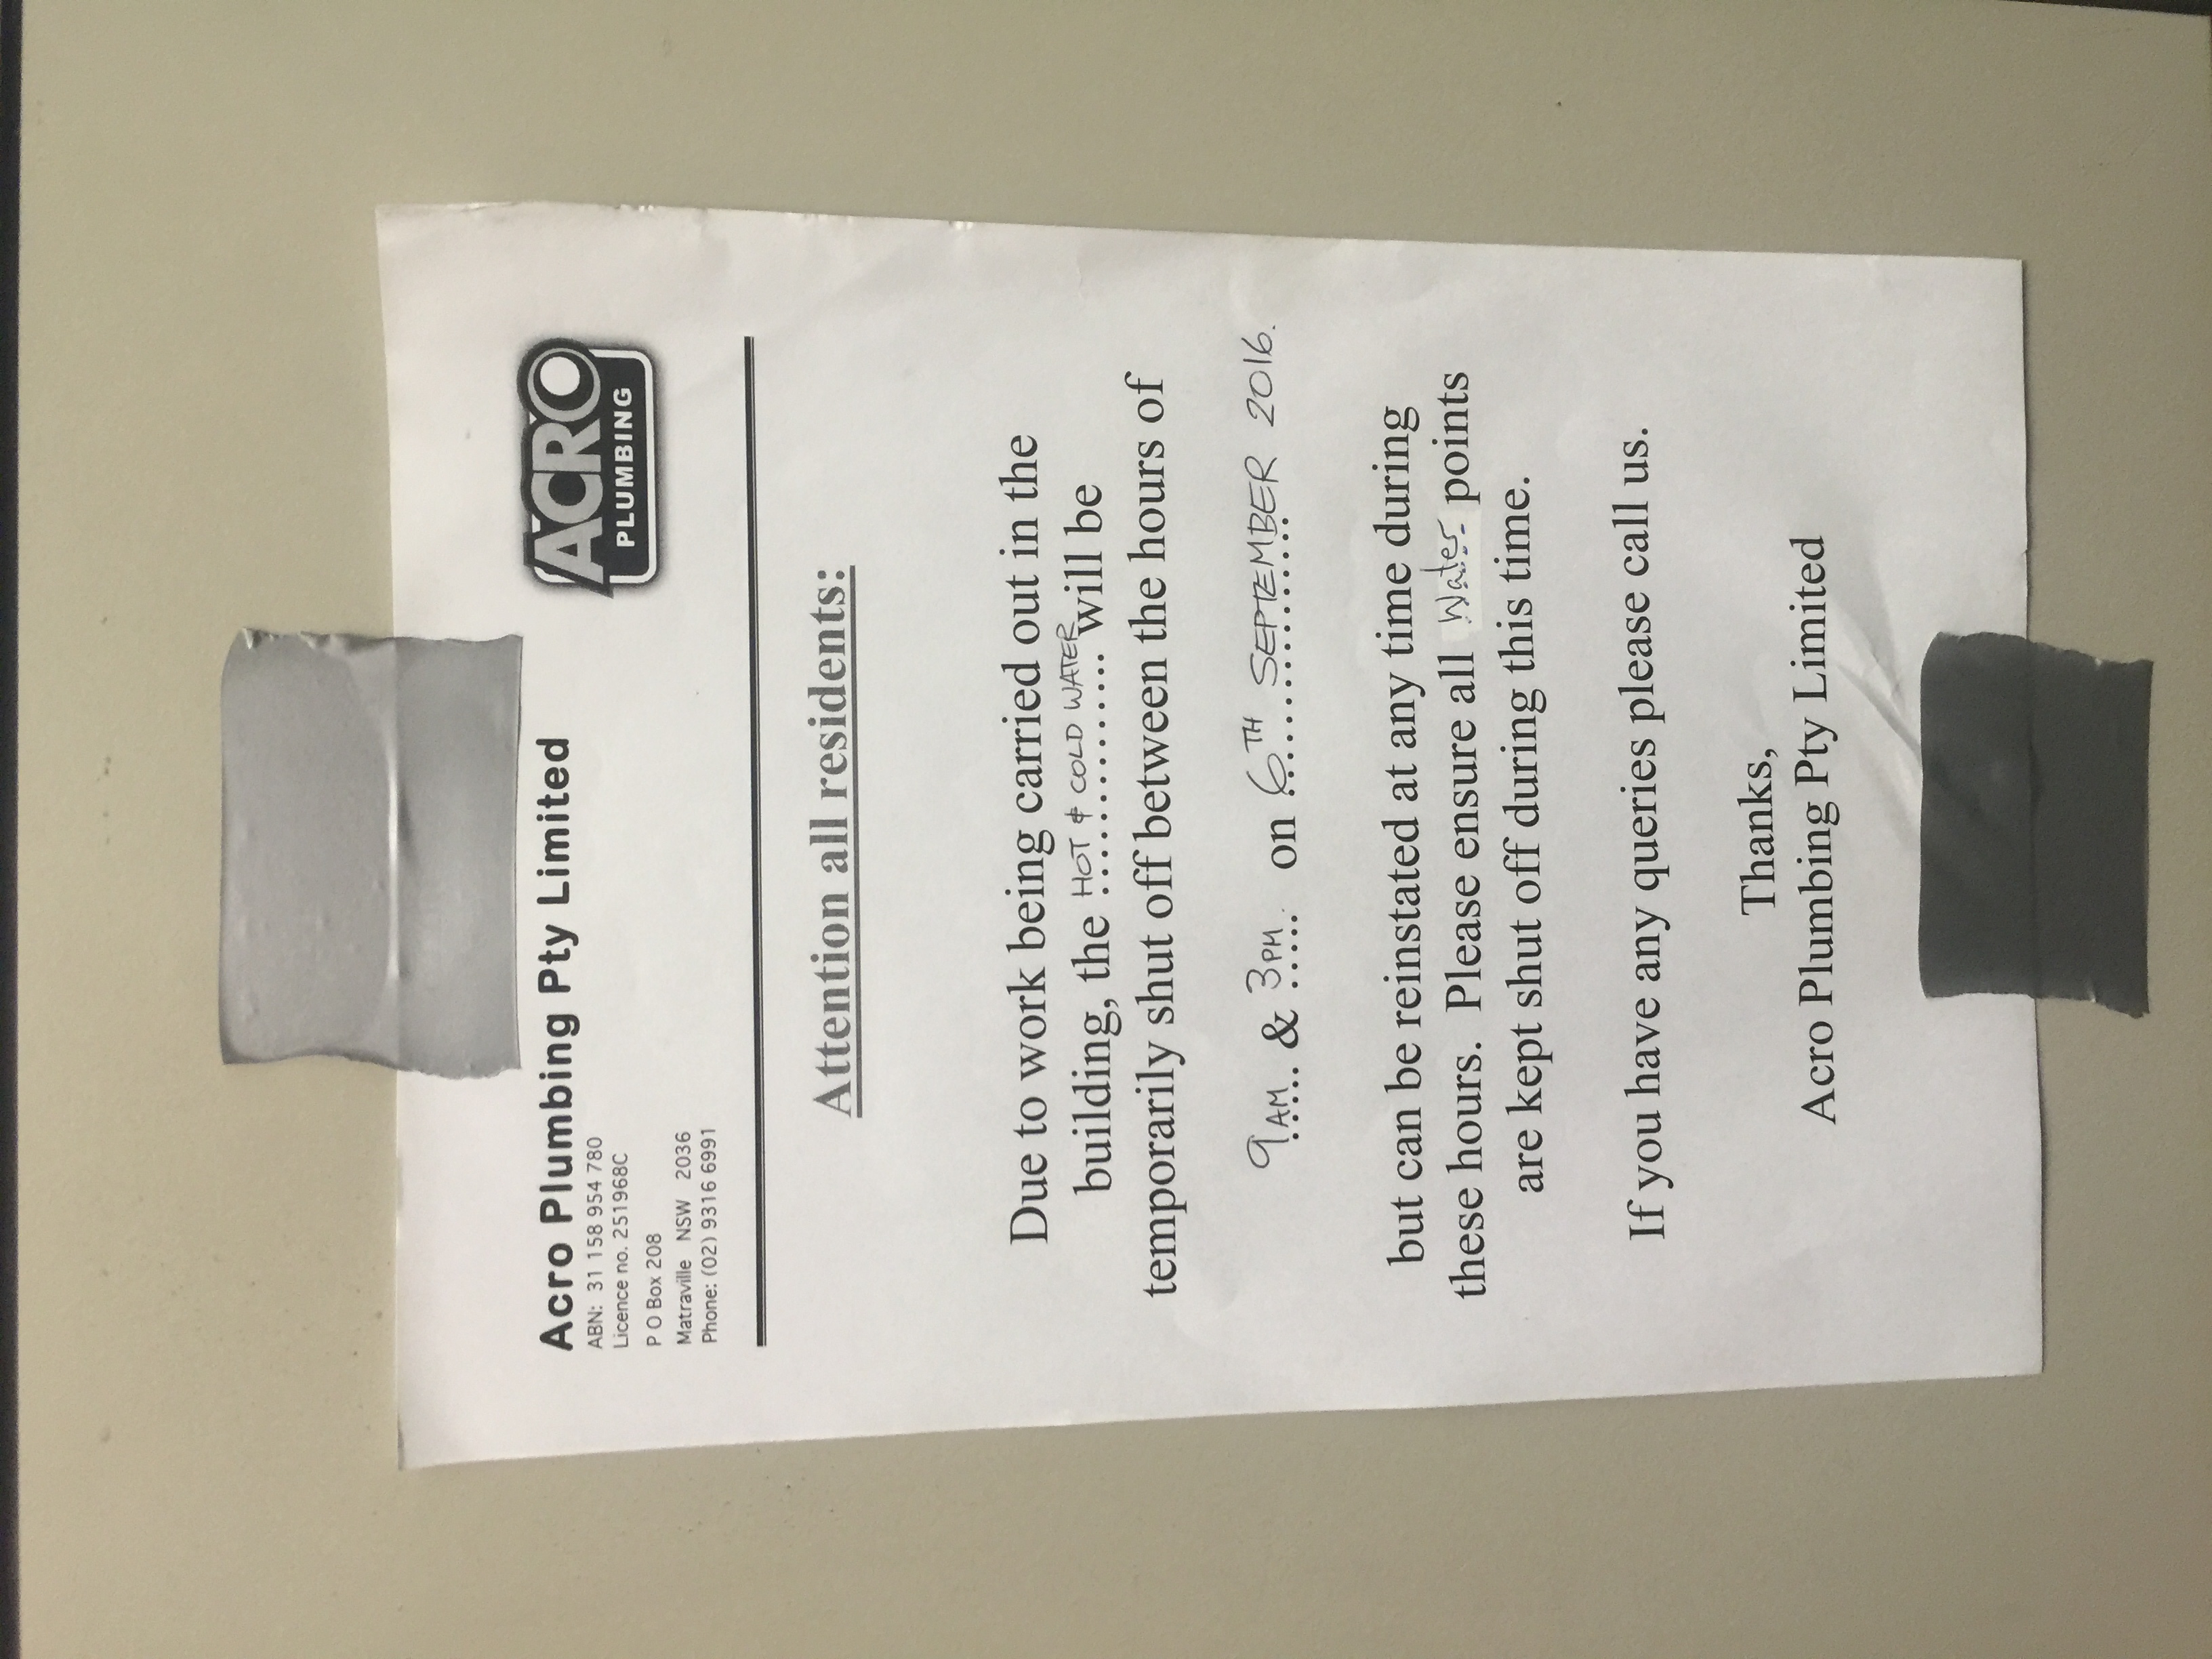 Acro Plumbing Pty Limited
ABN: 31 158 954 780
Licence no. 251968C
P O Box 208
Matraville NSW 2036
Phone: (02) 9316 6991
ACRO
PLUMBING
Attention all residents:
Due to work being carried out in the
building, the HOT & COLD WATER will be
temporarily shut off between the hours of
9AM & 3PM. on 6TH SEPTEMBER 2016.
but can be reinstated at any time during
these hours. Please ensure all Water points
are kept shut off during this time.
If you have any queries please call us.
Thanks,
Acro Plumbing Pty Limited